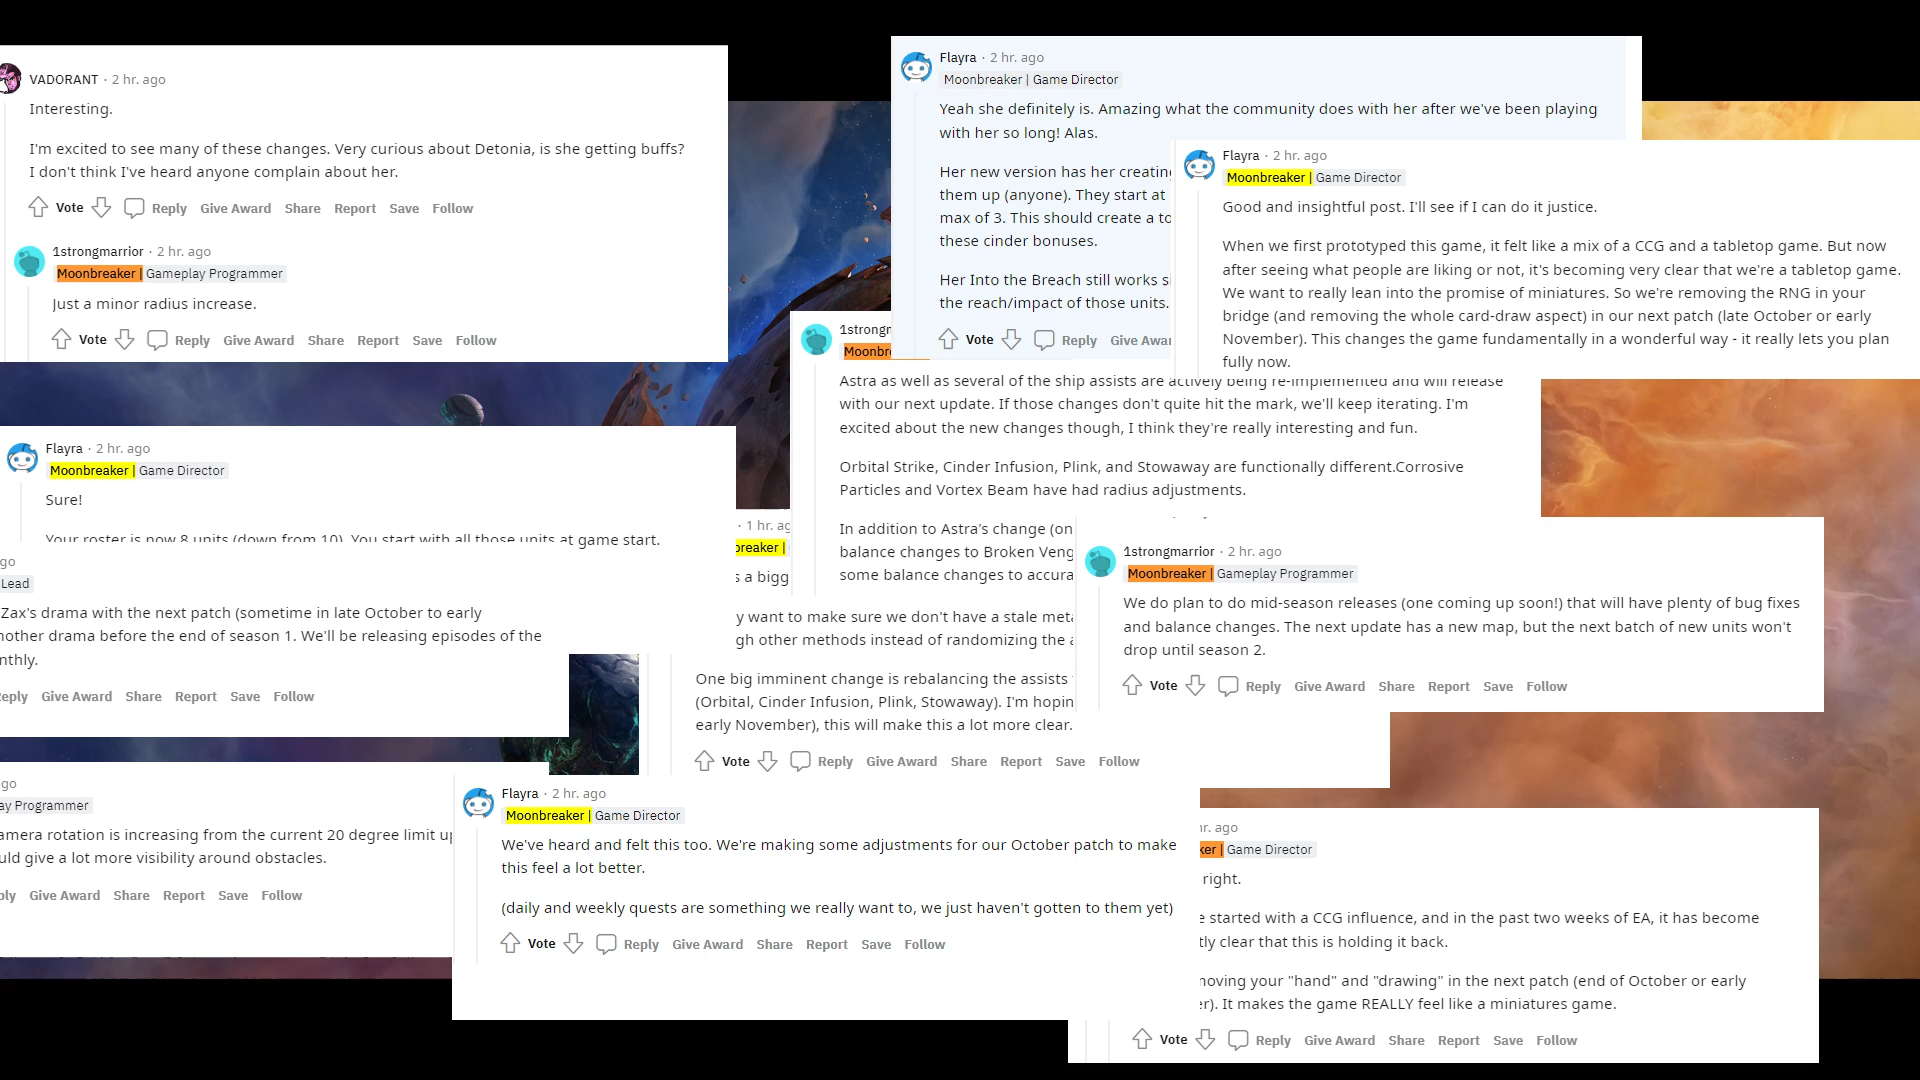 VADORANT · 2 hr. ago
Interesting.
I'm excited to see many of these changes. Very curious about Detonia, is she getting buffs?
I don't think I've heard anyone complain about her.
Vote Reply Give Award Share Report Save Follow
1strongmarrior · 2 hr. ago
Moonbreaker | Gameplay Programmer
Just a minor radius increase.
Vote Reply Give Award Share Report Save Follow
Flayra · 2 hr. ago
Moonbreaker | Game Director
Yeah she definitely is. Amazing what the community does with her after we've been playing
with her so long! Alas.
Her new version has her creating
them up (anyone). They start at
max of 3. This should create a to
these cinder bonuses.
Her Into the Breach still works si
the reach/impact of those units.
Vote Reply Give Awa
Flayra · 2 hr. ago
Moonbreaker | Game Director
Good and insightful post. I'll see if I can do it justice.
When we first prototyped this game, it felt like a mix of a CCG and a tabletop game. But now
after seeing what people are liking or not, it's becoming very clear that we're a tabletop game.
We want to really lean into the promise of miniatures. So we're removing the RNG in your
bridge (and removing the whole card-draw aspect) in our next patch (late October or early
November). This changes the game fundamentally in a wonderful way - it really lets you plan
fully now.
1strongn
Moonbr
Astra as well as several of the ship assists are actively being re-implemented and will release
with our next update. If those changes don't quite hit the mark, we'll keep iterating. I'm
excited about the new changes though, I think they're really interesting and fun.
Orbital Strike, Cinder Infusion, Plink, and Stowaway are functionally different.Corrosive
Particles and Vortex Beam have had radius adjustments.
In addition to Astra's change (on
balance changes to Broken Veng
some balance changes to accura
Flayra · 2 hr. ago
Moonbreaker | Game Director
Sure!
Your roster is now 8 units (down from 10). You start with all those units at game start.
go
Lead
Zax's drama with the next patch (sometime in late October to early
nother drama before the end of season 1. We'll be releasing episodes of the
nthly.
eply Give Award Share Report Save Follow
· 1 hr. ag
breaker |
s a bigg
y want to make sure we don't have a stale meta
gh other methods instead of randomizing the a
One big imminent change is rebalancing the assists
(Orbital, Cinder Infusion, Plink, Stowaway). I'm hopin
early November), this will make this a lot more clear.
Vote Reply Give Award Share Report Save Follow
1strongmarrior · 2 hr. ago
Moonbreaker | Gameplay Programmer
We do plan to do mid-season releases (one coming up soon!) that will have plenty of bug fixes
and balance changes. The next update has a new map, but the next batch of new units won't
drop until season 2.
Vote Reply Give Award Share Report Save Follow
go
ay Programmer
amera rotation is increasing from the current 20 degree limit up
uld give a lot more visibility around obstacles.
ply Give Award Share Report Save Follow
Flayra · 2 hr. ago
Moonbreaker | Game Director
We've heard and felt this too. We're making some adjustments for our October patch to make
this feel a lot better.
(daily and weekly quests are something we really want to, we just haven't gotten to them yet)
Vote Reply Give Award Share Report Save Follow
hr. ago
ker | Game Director
right.
e started with a CCG influence, and in the past two weeks of EA, it has become
tly clear that this is holding it back.
noving your "hand" and "drawing" in the next patch (end of October or early
er). It makes the game REALLY feel like a miniatures game.
Vote Reply Give Award Share Report Save Follow